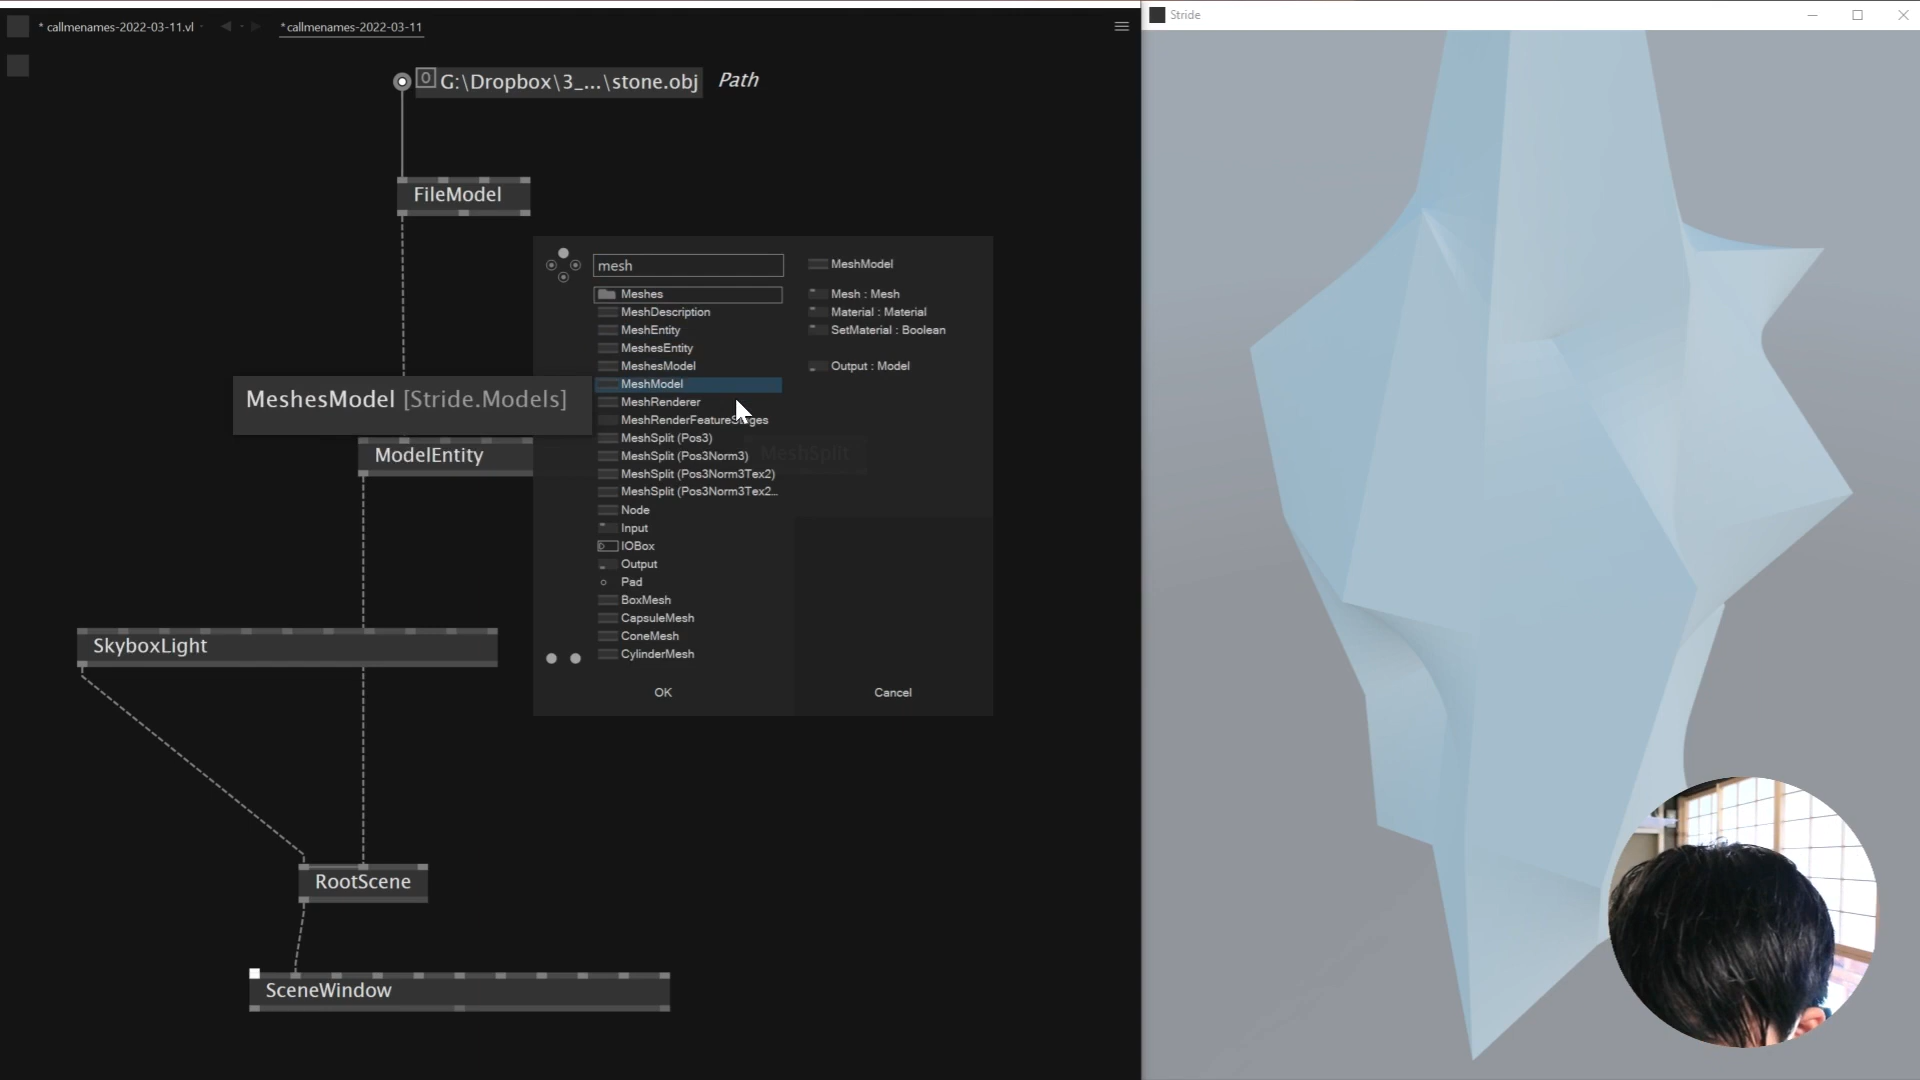 * callmenames-2022-03-11.vl
* callmenames-2022-03-11
Stride
O G:\Dropbox\3_...\stone.obj
Path
FileModel
mesh
Meshes
MeshDescription
MeshEntity
MeshesEntity
MeshesModel
MeshModel
MeshRenderer
MeshRenderFeatureStages
MeshSplit (Pos3)
MeshSplit (Pos3Norm3)
MeshSplit (Pos3Norm3Tex2)
MeshSplit (Pos3Norm3Tex2...
Node
Input
IOBox
Output
Pad
BoxMesh
CapsuleMesh
ConeMesh
CylinderMesh
OK
Cancel
MeshModel
Mesh : Mesh
Material : Material
SetMaterial : Boolean
Output : Model
MeshSplit
MeshesModel [Stride.Models]
ModelEntity
SkyboxLight
RootScene
SceneWindow